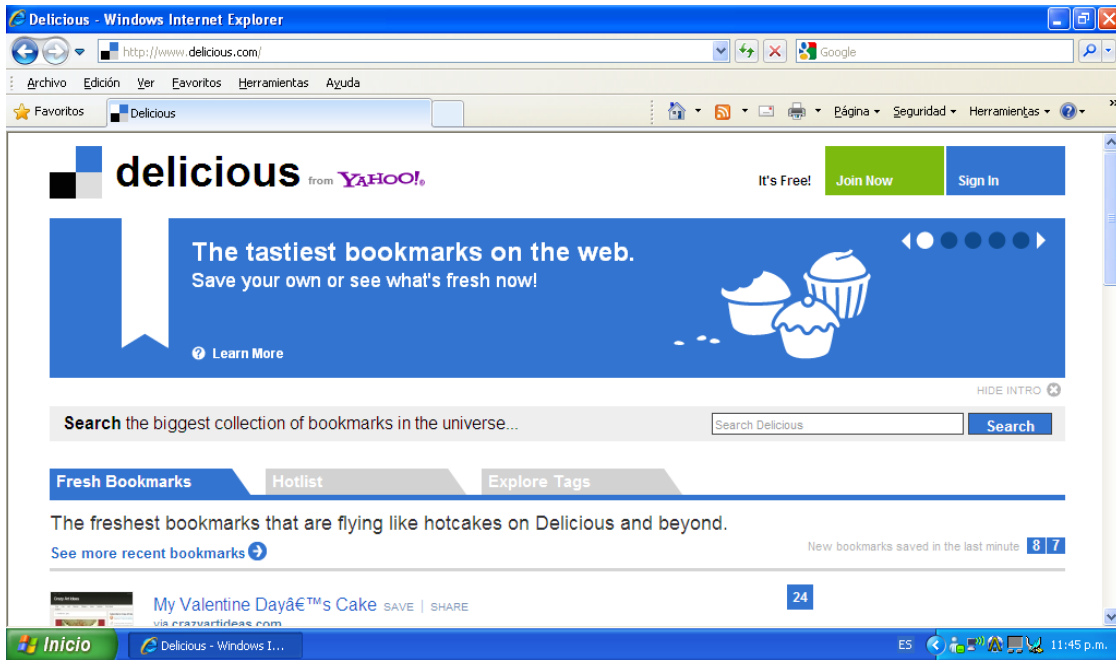 Delicious - Windows Internet Explorer
http://www.delicious.com/
Google
Archivo Edición Ver Favoritos Herramientas Ayuda
Favoritos Delicious Página Seguridad Herramientas
delicious from YAHOO!® It's Free! Join Now Sign In
The tastiest bookmarks on the web.
Save your own or see what's fresh now!
Learn More
HIDE INTRO
Search the biggest collection of bookmarks in the universe... Search Delicious Search
Fresh Bookmarks Hotlist Explore Tags
The freshest bookmarks that are flying like hotcakes on Delicious and beyond.
See more recent bookmarks New bookmarks saved in the last minute 8 7
My Valentine Dayâ€™s Cake SAVE | SHARE 24
via crazyartideas.com
Inicio Delicious - Windows I... ES 11:45 p.m.